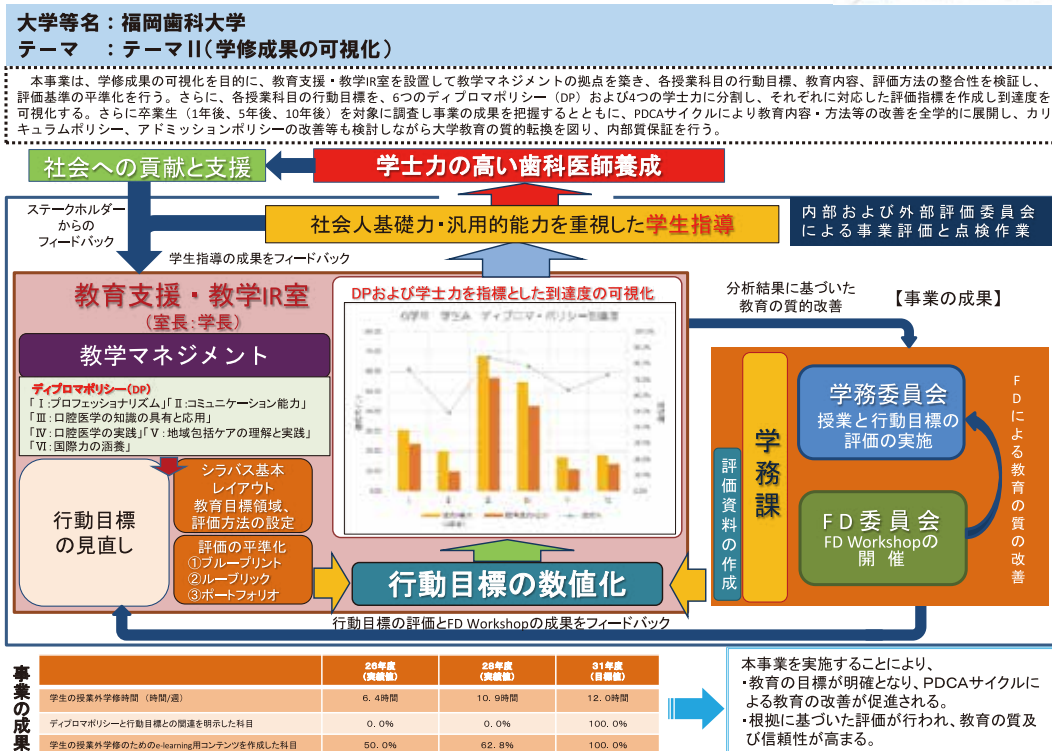 大学等名：福岡歯科大学
テーマ　：テーマⅡ（学修成果の可視化）
本事業は、学修成果の可視化を目的に、教育支援・教学IR室を設置して教学マネジメントの拠点を築き、各授業科目の行動目標、教育内容、評価方法の整合性を検証し、
評価基準の平準化を行う。さらに、各授業科目の行動目標を、6つのディプロマポリシー（DP）および4つの学士力に分割し、それぞれに対応した評価指標を作成し到達度を
可視化する。さらに卒業生（1年後、5年後、10年後）を対象に調査し事業の成果を把握するとともに、PDCAサイクルにより教育内容・方法等の改善を全学的に展開し、カリ
キュラムポリシー、アドミッションポリシーの改善等も検討しながら大学教育の質的転換を図り、内部質保証を行う。
社会への貢献と支援
学士力の高い歯科医師養成
ステークホルダー
からの
フィードバック
社会人基礎力・汎用的能力を重視した学生指導
内部および外部評価委員会
による事業評価と点検作業
学生指導の成果をフィードバック
教育支援・教学IR室
（室長：学長）
教学マネジメント
ディプロマポリシー（DP）
「Ⅰ：プロフェッショナリズム」「Ⅱ：コミュニケーション能力」
「Ⅲ：口腔医学の知識の具有と応用」
「Ⅳ：口腔医学の実践」「Ⅴ：地域包括ケアの理解と実践」
「Ⅵ：国際力の涵養」
行動目標
の見直し
シラバス基本
レイアウト
教育目標領域、
評価方法の設定
評価の平準化
①ブループリント
②ルーブリック
③ポートフォリオ
DPおよび学士力を指標とした到達度の可視化
行動目標の数値化
分析結果に基づいた
教育の質的改善
【事業の成果】
学務委員会
授業と行動目標の
評価の実施
学務課
評価資料の作成
FD委員会
FD Workshopの
開催
FDによる教育の質の改善
行動目標の評価とFD Workshopの成果をフィードバック
事業の成果
26年度 28年度 31年度
（実績値） （実績値） （目標値）
学生の授業外学修時間（時間/週） 6.4時間 10.9時間 12.0時間
ディプロマポリシーと行動目標との関連を明示した科目 0.0% 0.0% 100.0%
学生の授業外学修のためのe-learning用コンテンツを作成した科目 50.0% 62.8% 100.0%
本事業を実施することにより、
・教育の目標が明確となり、PDCAサイクルに
よる教育の改善が促進される。
・根拠に基づいた評価が行われ、教育の質及
び信頼性が高まる。